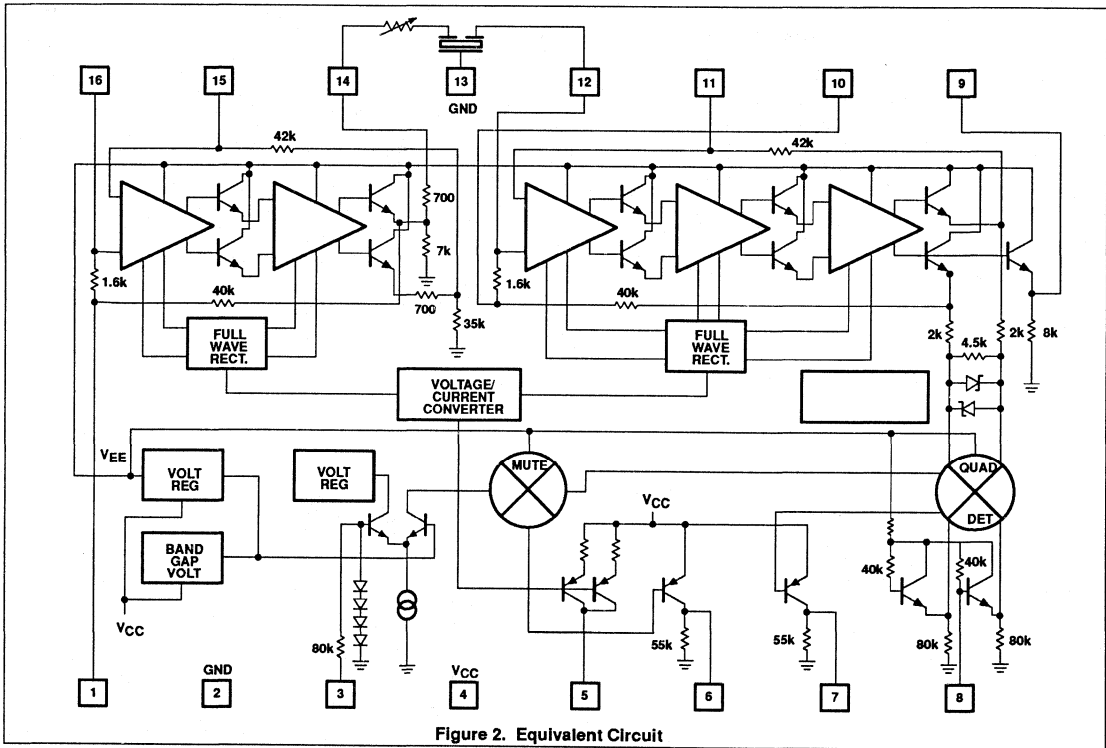 16
15
14
13
GND
12
11
10
9
42k
42k
700
7k
1.6k
40k
700
35k
1.6k
40k
2k
2k
8k
4.5k
FULL
WAVE
RECT.
FULL
WAVE
RECT.
VOLTAGE/
CURRENT
CONVERTER
VEE
VOLT
REG
VOLT
REG
MUTE
QUAD
DET
VCC
BAND
GAP
VOLT
VCC
40k
40k
80k
55k
55k
80k
80k
1
GND
2
3
VCC
4
5
6
7
8
Figure 2. Equivalent Circuit